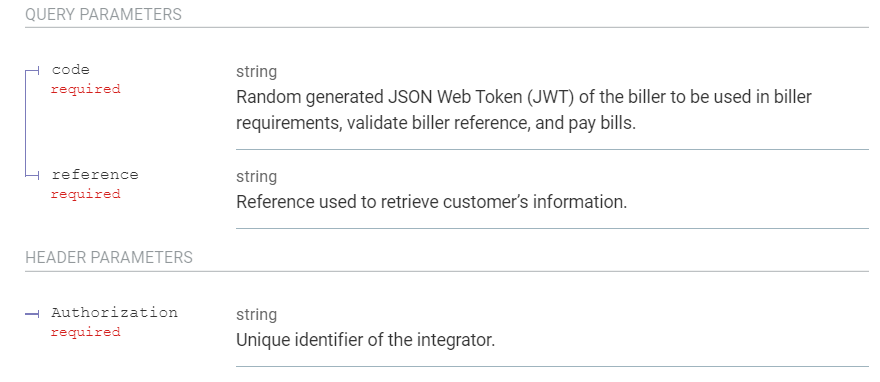 QUERY PARAMETERS
code
string
required
Random generated JSON Web Token (JWT) of the biller to be used in biller
requirements, validate biller reference, and pay bills.
reference
string
required
Reference used to retrieve customer’s information.
HEADER PARAMETERS
Authorization
string
required
Unique identifier of the integrator.